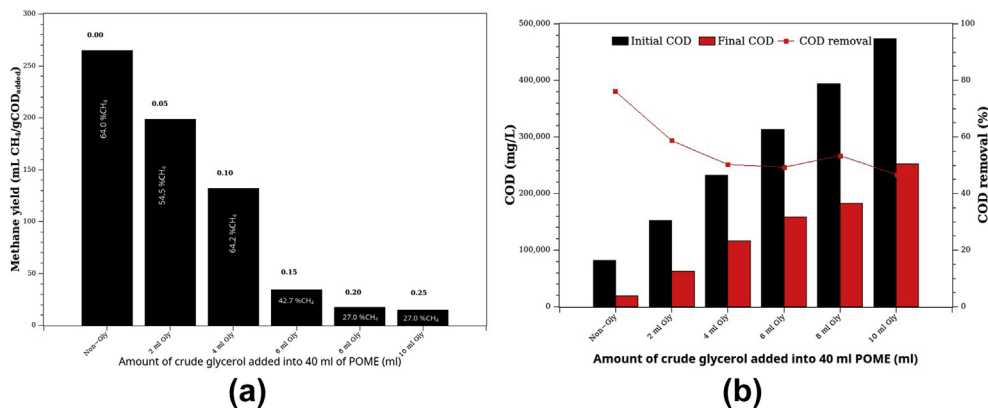 300
250
200
150
100
50
0
Methane yield (mL CH₄/gCODadded)
0.00
0.05
0.10
0.15
0.20
0.25
64.0 %CH₄
54.5 %CH₄
64.2 %CH₄
42.7 %CH₄
27.0 %CH₄
27.0 %CH₄
Non−Gly
2 ml Gly
4 ml Gly
6 ml Gly
8 ml Gly
10 ml Gly
Amount of crude glycerol added into 40 ml of POME (ml)
(a)
500,000
400,000
300,000
200,000
100,000
0
COD (mg/L)
Initial COD
Final COD
COD removal
100
80
60
40
20
0
COD removal (%)
Non−Gly
2 ml Gly
4 ml Gly
6 ml Gly
8 ml Gly
10 ml Gly
Amount of crude glycerol added into 40 ml POME (ml)
(b)